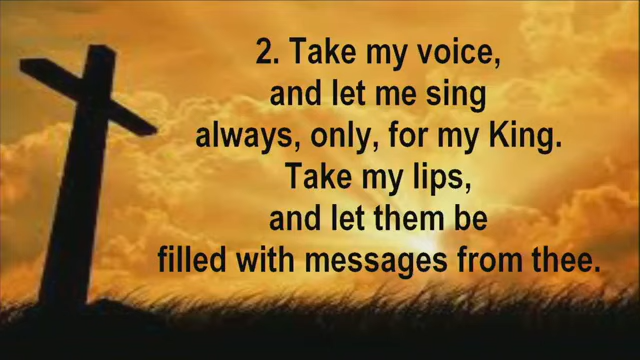 2. Take my voice,
and let me sing
always, only, for my King.
Take my lips,
and let them be
filled with messages from thee.